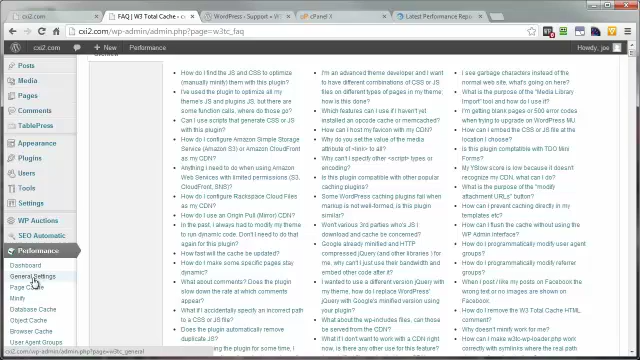 cxi2.com
FAQ | W3 Total Cache ‹ c
WordPress › Support » W3
cPanel X
Latest Performance Repo
cxi2.com/wp-admin/admin.php?page=w3tc_faq
cxi2.com
+ New
Performance
Howdy, joe
Posts
Media
Pages
Comments
TablePress
Appearance
Plugins
Users
Tools
Settings
WP Auctions
SEO Automatic
Performance
Dashboard
General Settings
Page Cache
Minify
Database Cache
Object Cache
Browser Cache
User Agent Groups
How do I find the JS and CSS to optimize
(manually minify) them with this plugin?
I've used the plugin to optimize all my
theme's JS and plugins JS, but there are
some function calls, where do those go?
Can I use scripts that generate CSS or JS
with this plugin?
How do I configure Amazon Simple Storage
Service (Amazon S3) or Amazon CloudFront
as my CDN?
Anything I need to do when using Amazon
Web Services with limited permissions (S3,
CloudFront, SNS)?
How do I configure Rackspace Cloud Files
as my CDN?
How do I use an Origin Pull (Mirror) CDN?
In the past, I always had to modify my theme
to run dynamic code. Don't I need to do that
again for this plugin?
How fast will the cache be updated?
How do I make some specific pages stay
dynamic?
What about comments? Does the plugin
slow down the rate at which comments
appear?
What if I accidentally specify an incorrect path
to a CSS or JS file?
Does the plugin automatically remove
duplicate JS?
I'm an advanced theme developer and I want
to have different combinations of CSS or JS
files on different types of pages in my theme;
how is this done?
Which features can I use if I haven't yet
installed an opcode cache or memcached?
How can I host my favicon with my CDN?
Why do you set the value of the media
attribute of <link> to all?
Why can't I specify other <script> types or
encoding?
Is this plugin compatible with other popular
caching plugins?
Some WordPress caching plugins fail when
markup is not well-formed, is this plugin
similar?
Won't various 3rd parties who's JS I
download and cache be concerned?
Google already minified and HTTP
compressed jQuery (and other libraries) for
me, why can't I just use their bandwidth and
embed other code after it?
I wanted to use a different version jQuery with
my theme, how do I replace WordPress'
jQuery with Google's minified version using
your plugin?
What about the wp-includes files, can those
be served from the CDN?
What if I don't want to work with a CDN right
now, is there any other use for this feature?
I see garbage characters instead of the
normal web site, what's going on here?
What is the purpose of the "Media Library
Import" tool and how do I use it?
I'm getting blank pages or 500 error codes
when trying to upgrade on WordPress MU
How can I embed the CSS or JS file at the
location I choose?
Is this plugin compatible with TDO Mini
Forms?
My YSlow score is low because it doesn't
recognize my CDN, what can I do?
What is the purpose of the "modify
attachment URLs" button?
How can I prevent caching directly in my
templates etc?
How can I flush the cache without using the
WP Admin interface?
How do I programmatically modify user agent
groups?
How do I programmatically modify referrer
groups?
When I post / like my posts on Facebook the
wrong text or no images are shown on
Facebook.
How do I remove the W3 Total Cache HTML
comment?
Why doesn't minify work for me?
How can I make w3tc-wp-loader.php work
correctly with symlinks where the real path
cxi2.com/wp-admin/admin.php?page=w3tc_general